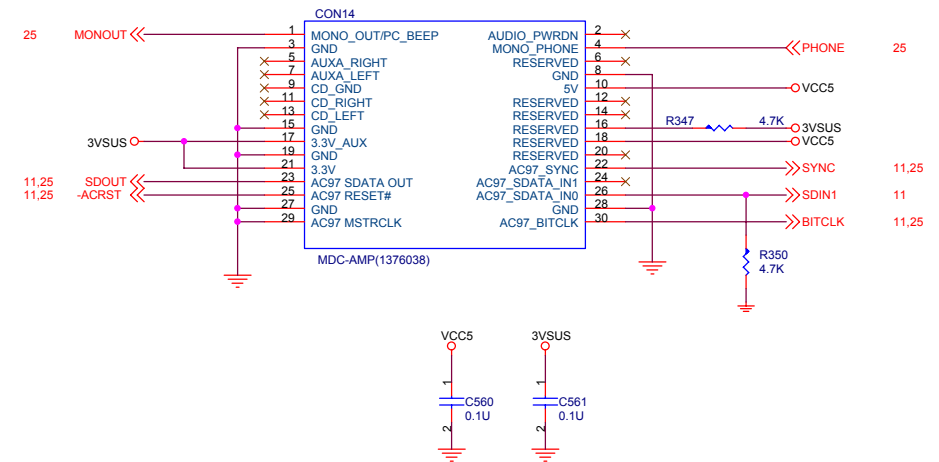 CON14
25 MONOUT 1 MONO_OUT/PC_BEEP AUDIO_PWRDN 2
3 GND MONO_PHONE 4 PHONE 25
5 AUXA_RIGHT RESERVED 6
7 AUXA_LEFT GND 8
9 CD_GND 5V 10 VCC5
11 CD_RIGHT RESERVED 12
13 CD_LEFT RESERVED 14
15 GND RESERVED 16 R347 4.7K 3VSUS
3VSUS 17 3.3V_AUX RESERVED 18 VCC5
19 GND RESERVED 20
21 3.3V AC97_SYNC 22 SYNC 11,25
11,25 SDOUT 23 AC97 SDATA OUT AC97_SDATA_IN1 24
11,25 -ACRST 25 AC97 RESET# AC97_SDATA_IN0 26 SDIN1 11
27 GND GND 28
29 AC97 MSTRCLK AC97_BITCLK 30 BITCLK 11,25
MDC-AMP(1376038)
R350
4.7K
VCC5 3VSUS
1 1
C560 C561
0.1U 0.1U
2 2